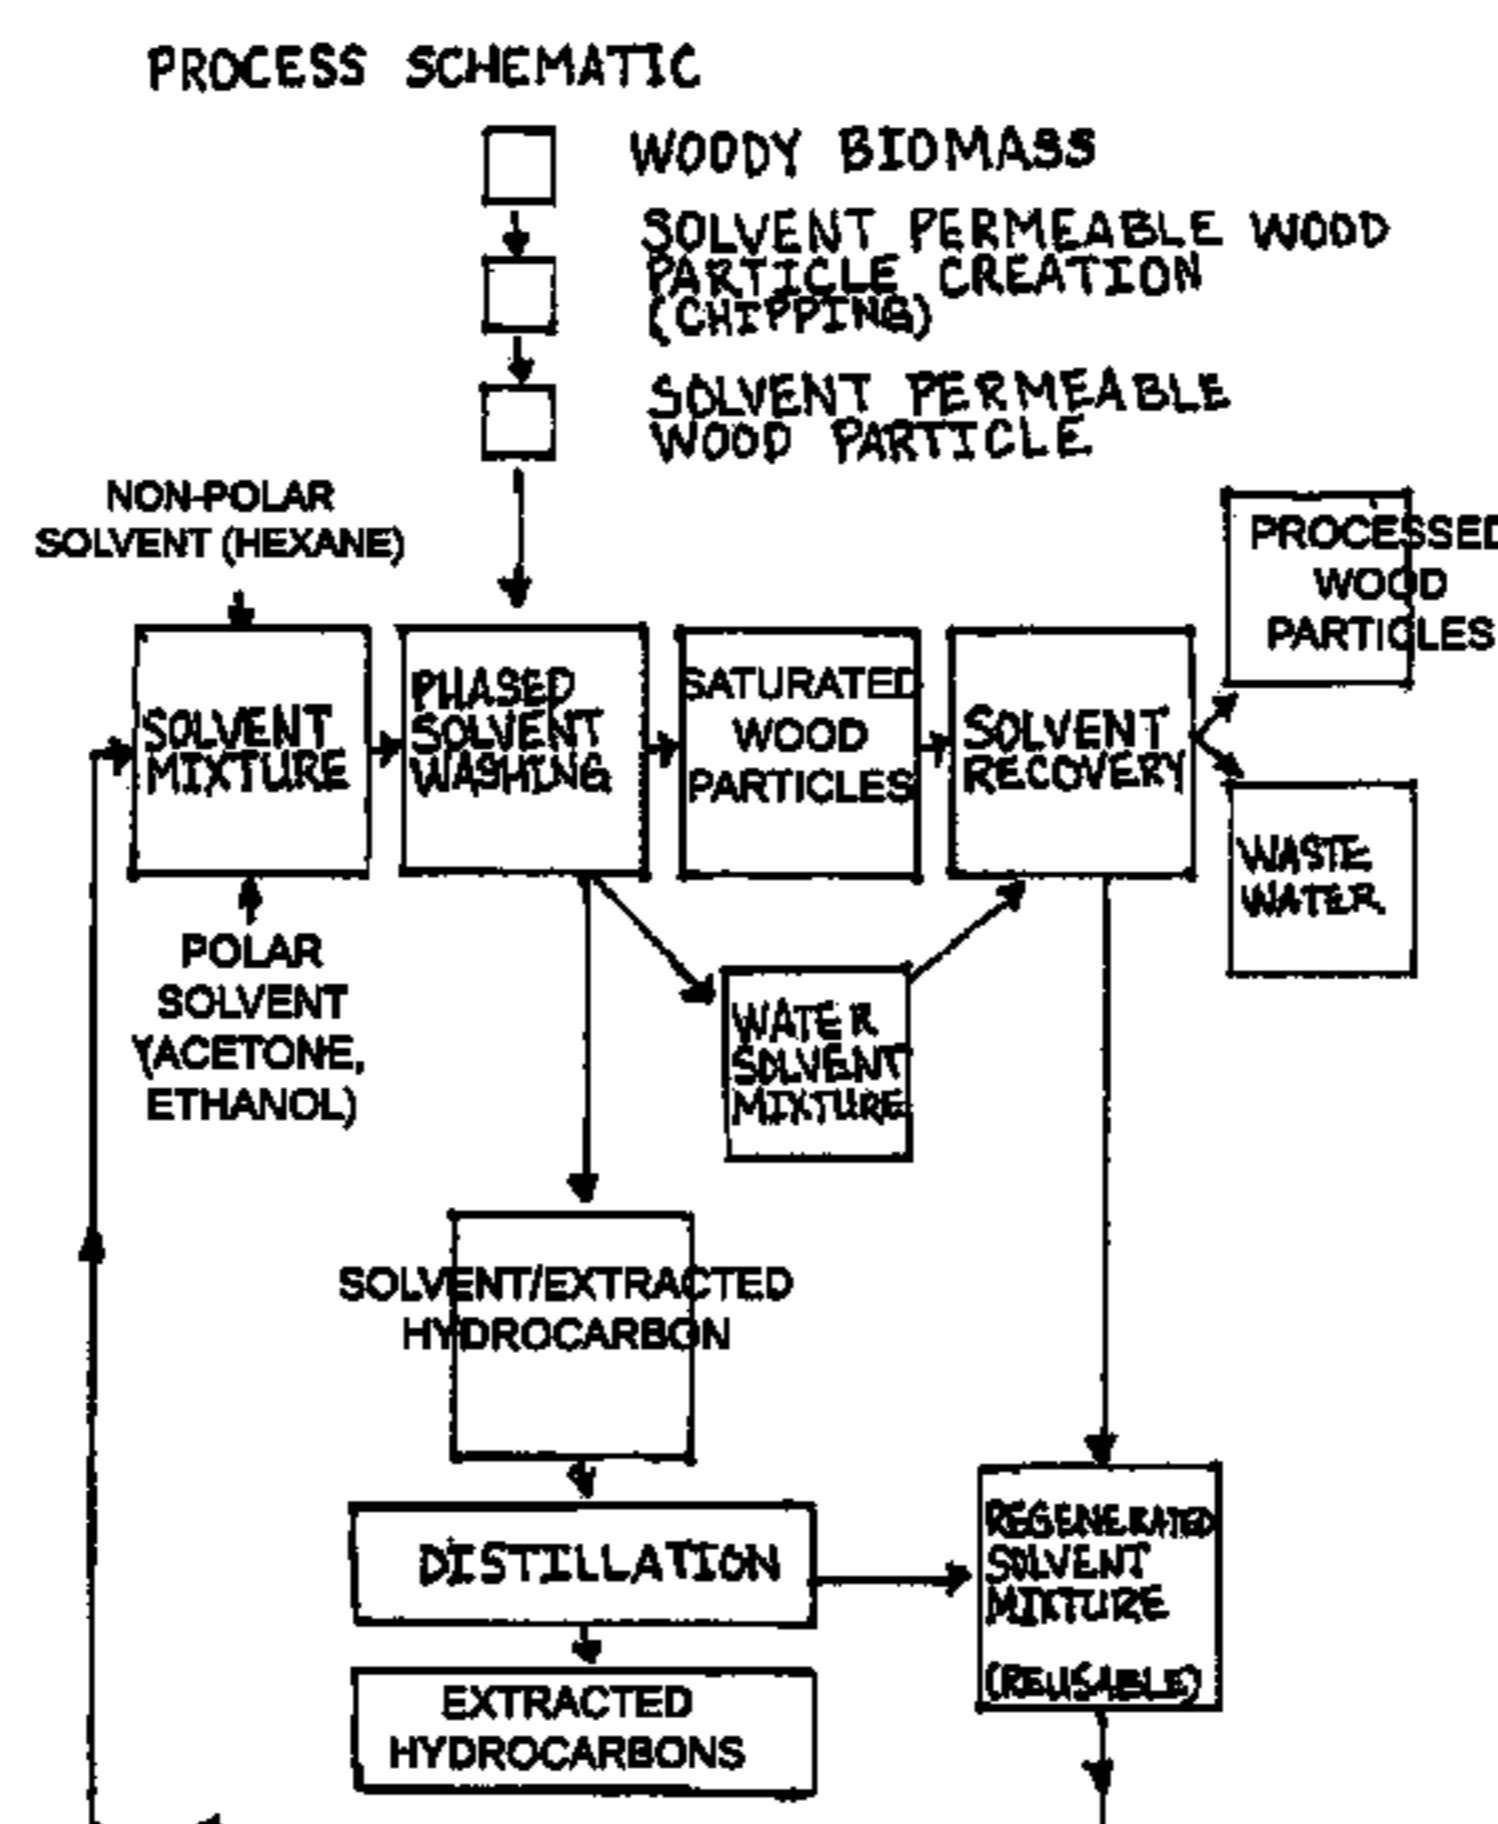 PROCESS SCHEMATIC
WOODY BIOMASS
SOLVENT PERMEABLE WOOD
PARTICLE CREATION
(CHIPPING)
SOLVENT PERMEABLE
WOOD PARTICLE
NON-POLAR
SOLVENT (HEXANE)
SOLVENT
MIXTURE
POLAR
SOLVENT
(ACETONE,
ETHANOL)
PHASED
SOLVENT
WASHING
SATURATED
WOOD
PARTICLES
SOLVENT
RECOVERY
PROCESSED
WOOD
PARTICLES
WASTE
WATER
WATER
SOLVENT
MIXTURE
SOLVENT/EXTRACTED
HYDROCARBON
DISTILLATION
REGENERATED
SOLVENT
MIXTURE
(REUSABLE)
EXTRACTED
HYDROCARBONS